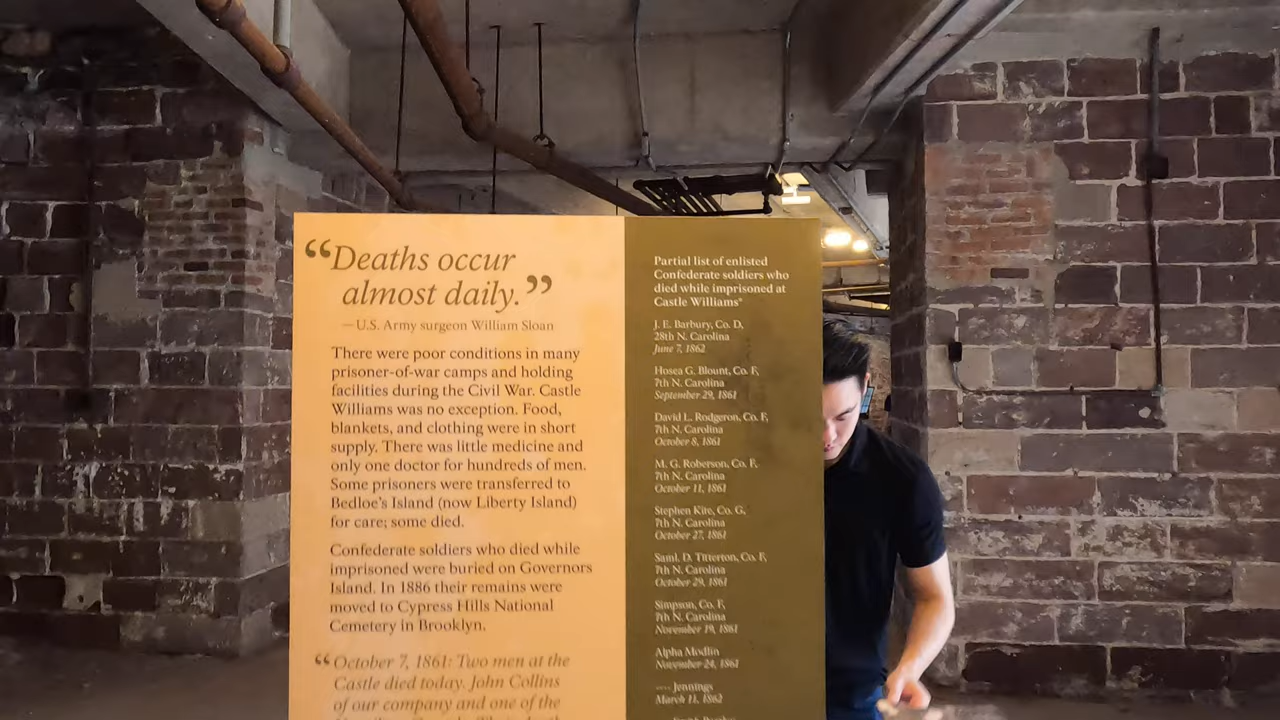 “Deaths occur
almost daily.”
—U.S. Army surgeon William Sloan
There were poor conditions in many
prisoner-of-war camps and holding
facilities during the Civil War. Castle
Williams was no exception. Food,
blankets, and clothing were in short
supply. There was little medicine and
only one doctor for hundreds of men.
Some prisoners were transferred to
Bedloe's Island (now Liberty Island)
for care; some died.
Confederate soldiers who died while
imprisoned were buried on Governors
Island. In 1886 their remains were
moved to Cypress Hills National
Cemetery in Brooklyn.
“October 7, 1861: Two men at the
Castle died today. John Collins
of our company and one of the
Partial list of enlisted
Confederate soldiers who
died while imprisoned at
Castle Williams*
J. E. Barbury, Co. D,
28th N. Carolina
June 7, 1862
Hosea G. Blount, Co. F,
7th N. Carolina
September 29, 1861
David L. Rodgeron, Co. F,
7th N. Carolina
October 8, 1861
M. G. Roberson, Co. F,
7th N. Carolina
October 11, 1861
Stephen Kite, Co. G,
7th N. Carolina
October 27, 1861
Saml. D. Titterton, Co. F,
7th N. Carolina
October 29, 1861
Simpson, Co. F,
7th N. Carolina
November 19, 1861
Alpha Modlin
November 24, 1861
---- Jennings
March 11, 1862